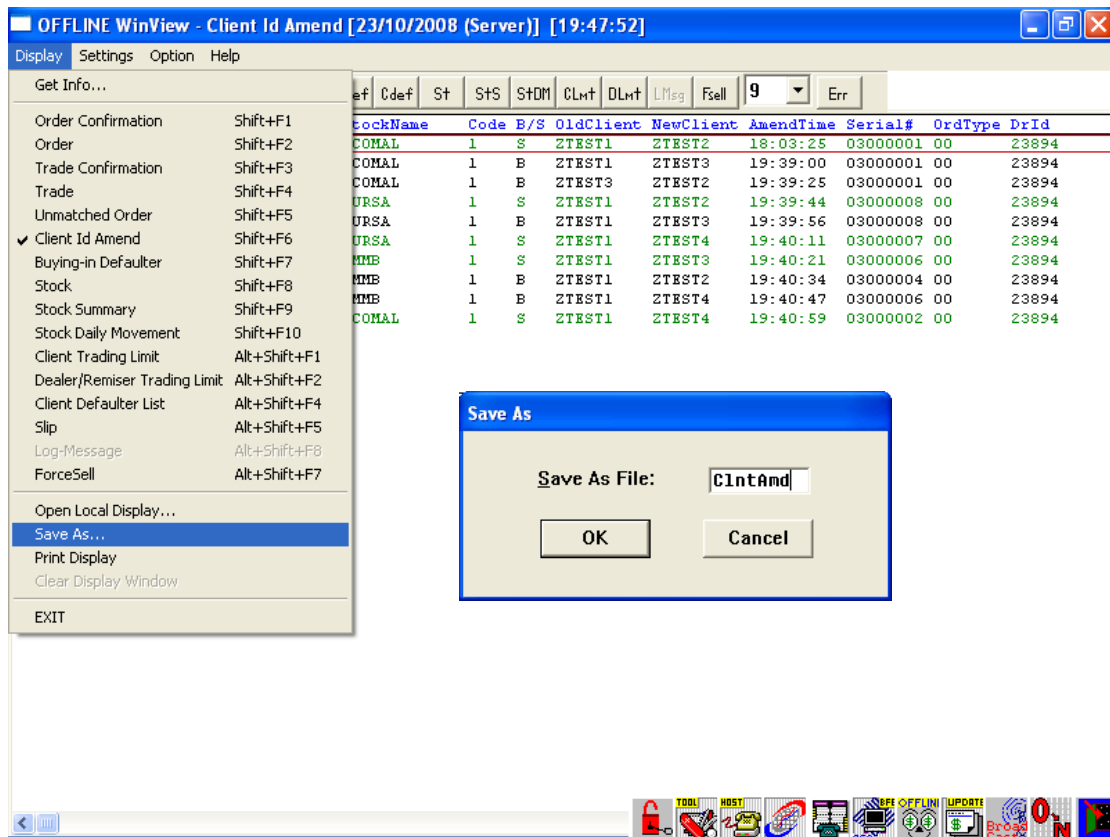 OFFLINE WinView - Client Id Amend [23/10/2008 (Server)] [19:47:52]
Display Settings Option Help
Get Info...
Order Confirmation Shift+F1
Order Shift+F2
Trade Confirmation Shift+F3
Trade Shift+F4
Unmatched Order Shift+F5
Client Id Amend Shift+F6
Buying-in Defaulter Shift+F7
Stock Shift+F8
Stock Summary Shift+F9
Stock Daily Movement Shift+F10
Client Trading Limit Alt+Shift+F1
Dealer/Remiser Trading Limit Alt+Shift+F2
Client Defaulter List Alt+Shift+F4
Slip Alt+Shift+F5
Log-Message Alt+Shift+F8
ForceSell Alt+Shift+F7
Open Local Display...
Save As...
Print Display
Clear Display Window
EXIT
ef Cdef St StS StDM CLmt DLmt LMsg Fsell 9 Err
tockName Code B/S OldClient NewClient AmendTime Serial# OrdType DrId
COMAL 1 S ZTEST1 ZTEST2 18:03:25 03000001 00 23894
COMAL 1 B ZTEST1 ZTEST3 19:39:00 03000001 00 23894
COMAL 1 B ZTEST3 ZTEST2 19:39:25 03000001 00 23894
URSA 1 S ZTEST1 ZTEST2 19:39:44 03000008 00 23894
URSA 1 B ZTEST1 ZTEST3 19:39:56 03000008 00 23894
URSA 1 S ZTEST1 ZTEST4 19:40:11 03000007 00 23894
MMB 1 S ZTEST1 ZTEST3 19:40:21 03000006 00 23894
MMB 1 B ZTEST1 ZTEST2 19:40:34 03000004 00 23894
MMB 1 B ZTEST1 ZTEST4 19:40:47 03000006 00 23894
COMAL 1 S ZTEST1 ZTEST4 19:40:59 03000002 00 23894
Save As
Save As File: ClntAmd
OK Cancel
TOOL HOST BFE OFFLINE UPDATE Broad O.N